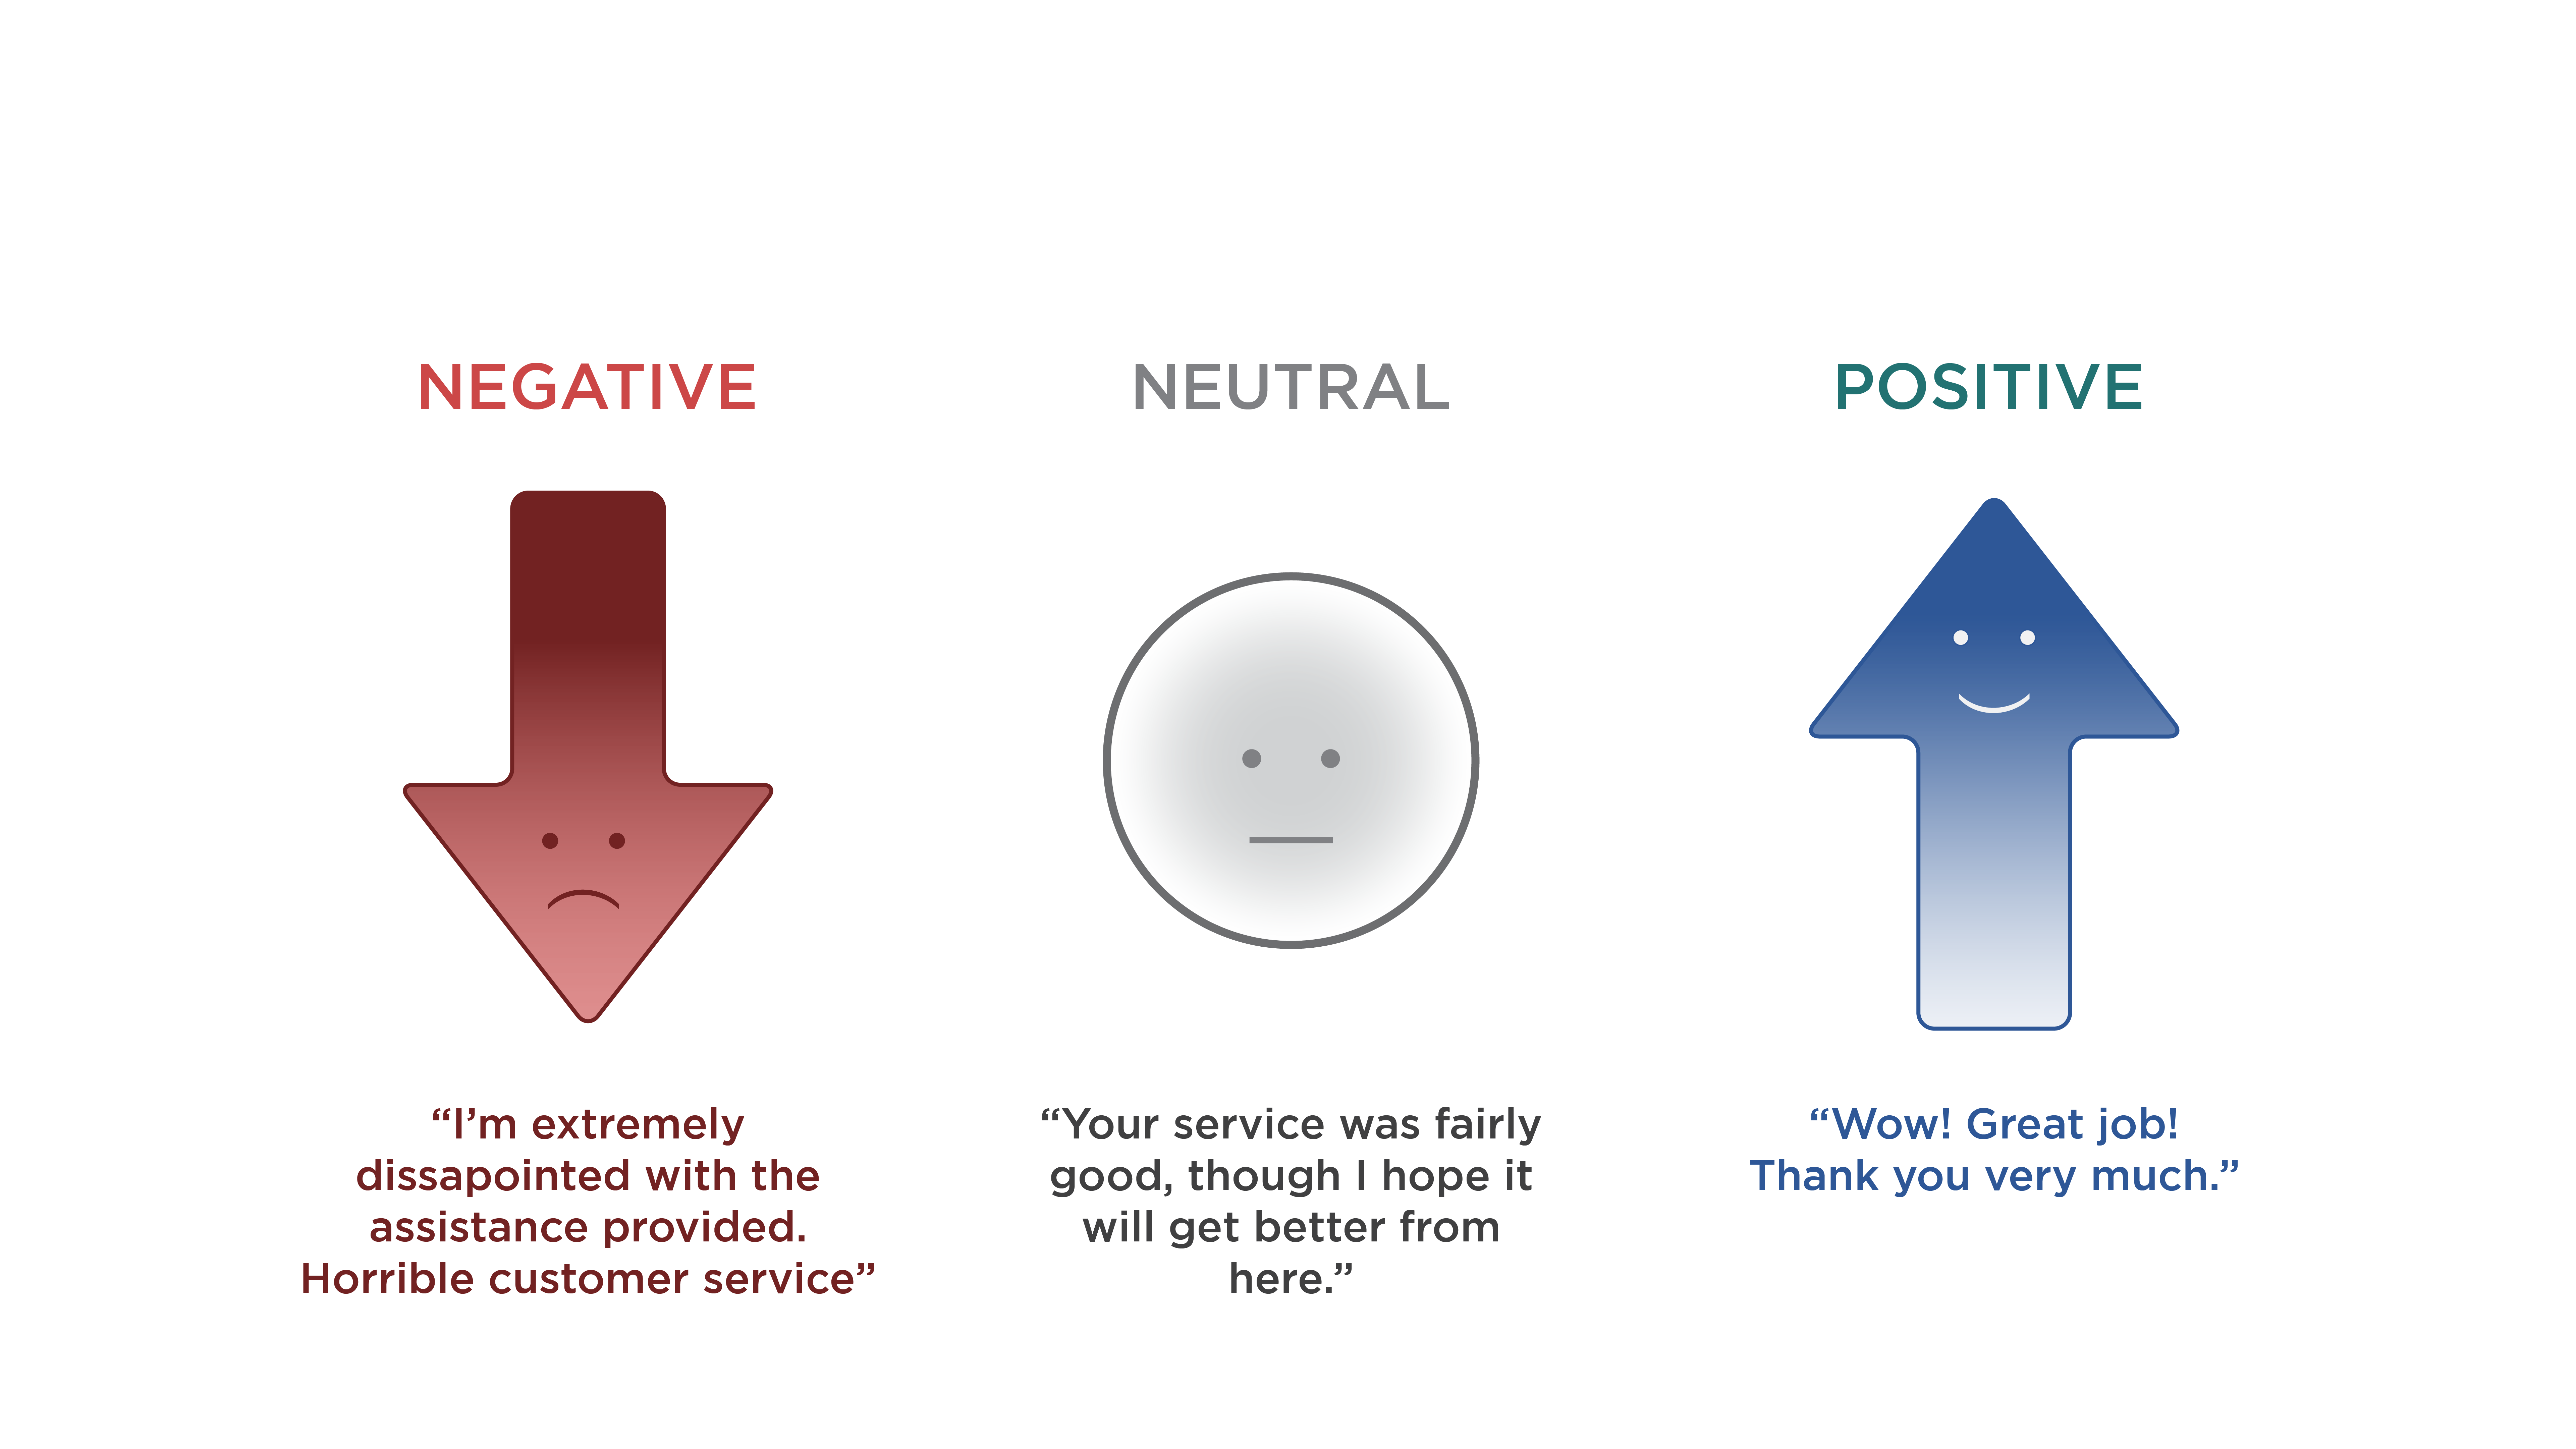 NEGATIVE
NEUTRAL
POSITIVE
“I’m extremely
dissapointed with the
assistance provided.
Horrible customer service”
“Your service was fairly
good, though I hope it
will get better from
here.”
“Wow! Great job!
Thank you very much.”